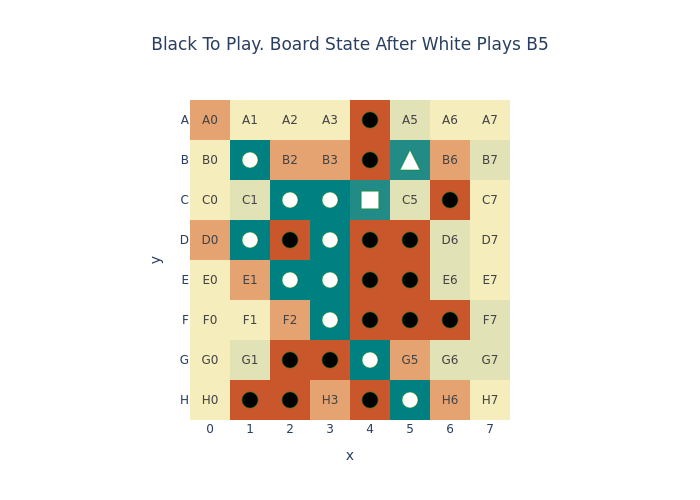 Black To Play. Board State After White Plays B5
A A0 A1 A2 A3 A5 A6 A7
B B0 B2 B3 B6 B7
C C0 C1 C5 C7
D D0 D6 D7
E E0 E1 E6 E7
F F0 F1 F2 F7
G G0 G1 G5 G6 G7
H H0 H3 H6 H7
0 1 2 3 4 5 6 7
x
y